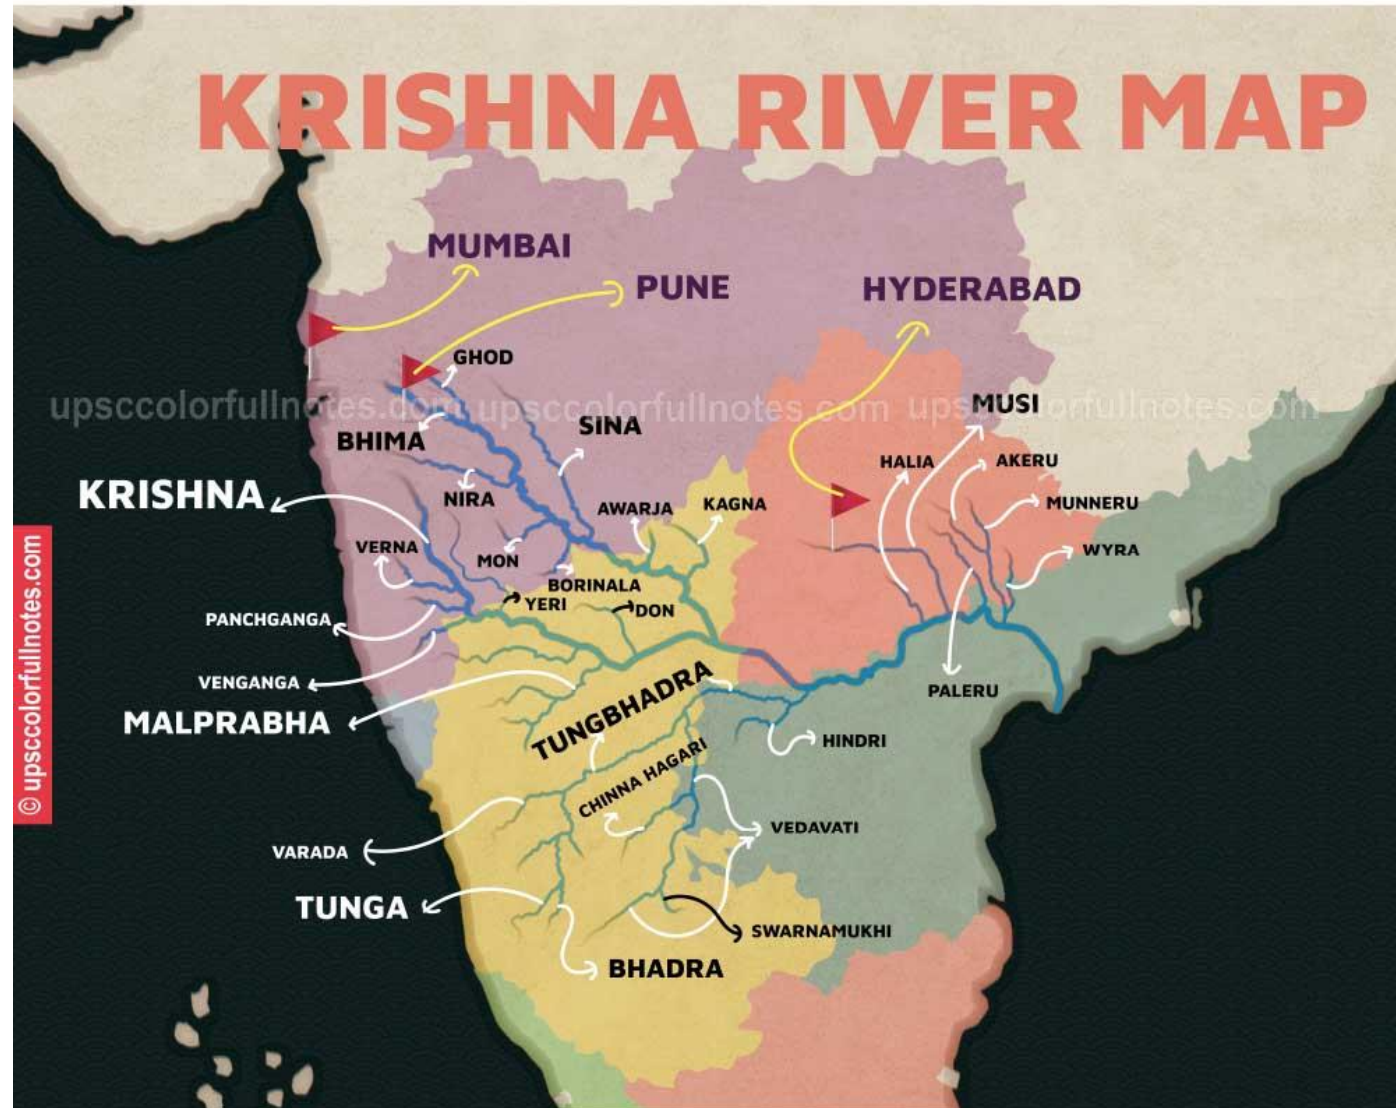 KRISHNA RIVER MAP
MUMBAI
PUNE
HYDERABAD
GHOD
upsccolorfullnotes.com upsccolorfullnotes.com upsccolorfullnotes.com
MUSI
BHIMA
SINA
HALIA
AKERU
KRISHNA
NIRA
AWARJA
KAGNA
MUNNERU
VERNA
MON
WYRA
BORINALA
YERI
DON
PANCHGANGA
VENGANGA
PALERU
MALPRABHA
TUNGBHADRA
HINDRI
CHINNA HAGARI
VEDAVATI
VARADA
TUNGA
SWARNAMUKHI
BHADRA
© upsccolorfullnotes.com